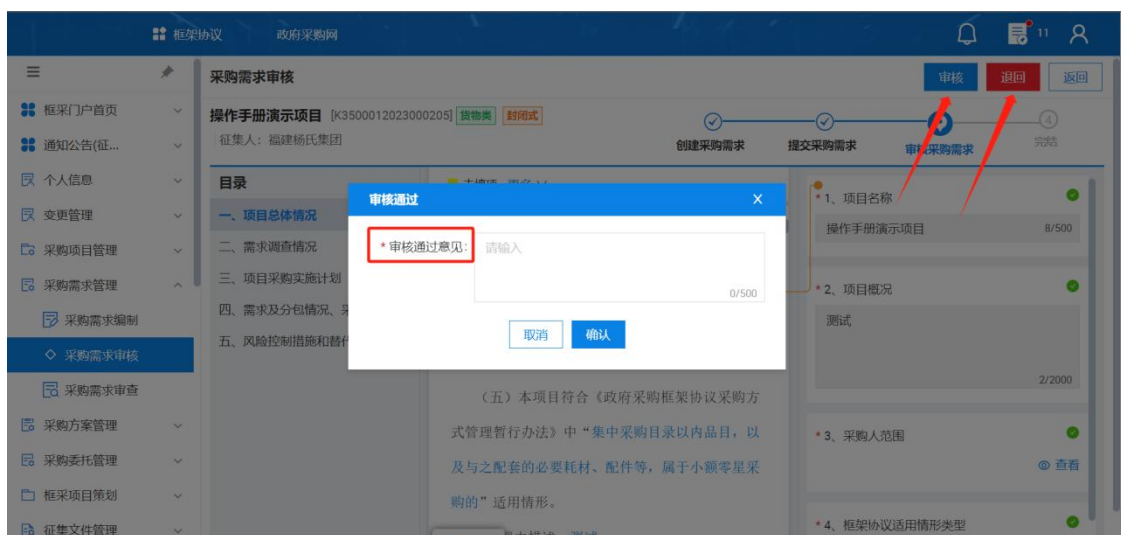 框架协议 政府采购网 11
采购需求审核 审核 退回 返回
框采门户首页
通知公告(征...
个人信息
变更管理
采购项目管理
采购需求管理
采购需求编制
采购需求审核
采购需求审查
采购方案管理
采购委托管理
框采项目策划
征集文件管理
操作手册演示项目 [K3500012023000205] 货物类 封闭式
征集人：福建杨氏集团
创建采购需求 提交采购需求 审核采购需求 4 完结
目录
一、项目总体情况
二、需求调查情况
三、项目采购实施计划
四、需求及分包情况、
五、风险控制措施和替
审核通过 X
*审核通过意见： 请输入
0/500
取消 确认
（五）本项目符合《政府采购框架协议采购方
式管理暂行办法》中“集中采购目录以内品目，以
及与之配套的必要耗材、配件等，属于小额零星采
购的”适用情形。
*1、项目名称
操作手册演示项目 8/500
*2、项目概况
测试
2/2000
*3、采购人范围
查看
*4、框架协议适用情形类型